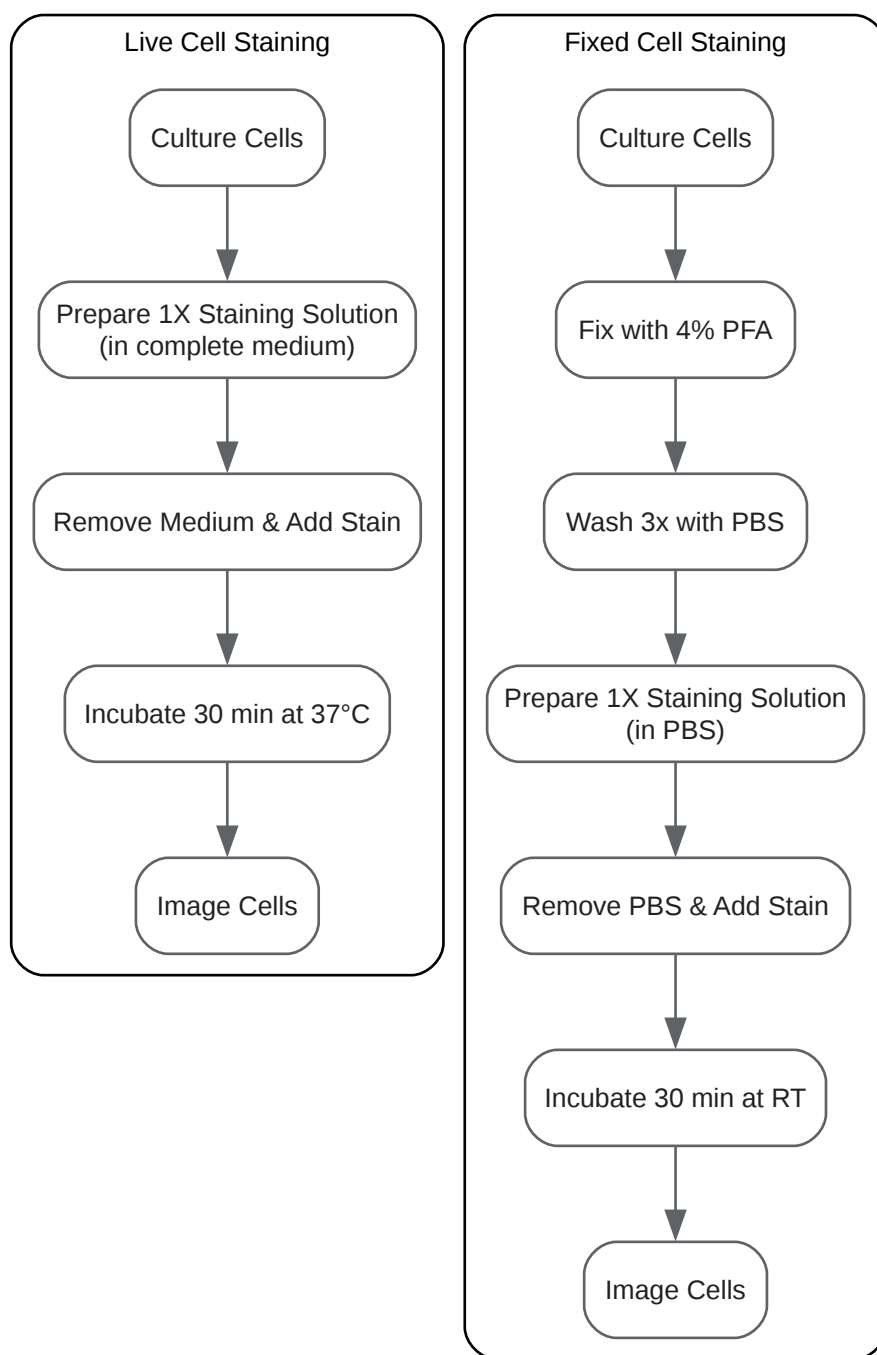 Live Cell Staining
Culture Cells
Prepare 1X Staining Solution
(in complete medium)
Remove Medium & Add Stain
Incubate 30 min at 37°C
Image Cells
Fixed Cell Staining
Culture Cells
Fix with 4% PFA
Wash 3x with PBS
Prepare 1X Staining Solution
(in PBS)
Remove PBS & Add Stain
Incubate 30 min at RT
Image Cells